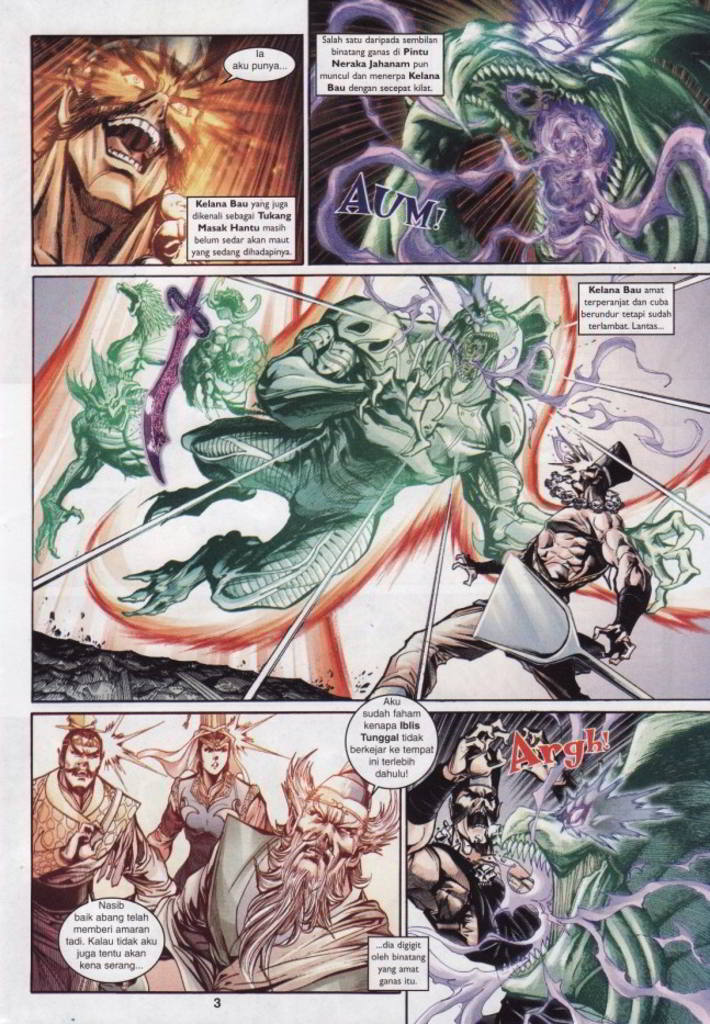 Ia
aku punya...
Kelana Bau yang juga
dikenali sebagai Tukang
Masak Hantu masih
belum sedar akan maut
yang sedang dihadapinya.
Salah satu daripada sembilan
binatang ganas di Pintu
Neraka Jahanam pun
muncul dan menerpa Kelana
Bau dengan secepat kilat.
AUM!
Kelana Bau amat
terperanjat dan cuba
berundur tetapi sudah
terlambat. Lantas...
Aku
sudah faham
kenapa Iblis
Tunggal tidak
berkejar ke tempat
ini terlebih
dahulu!
Nasib
baik abang telah
memberi amaran
tadi. Kalau tidak aku
juga tentu akan
kena serang...
Argh!
...dia digigit
oleh binatang
yang amat
ganas itu.
3